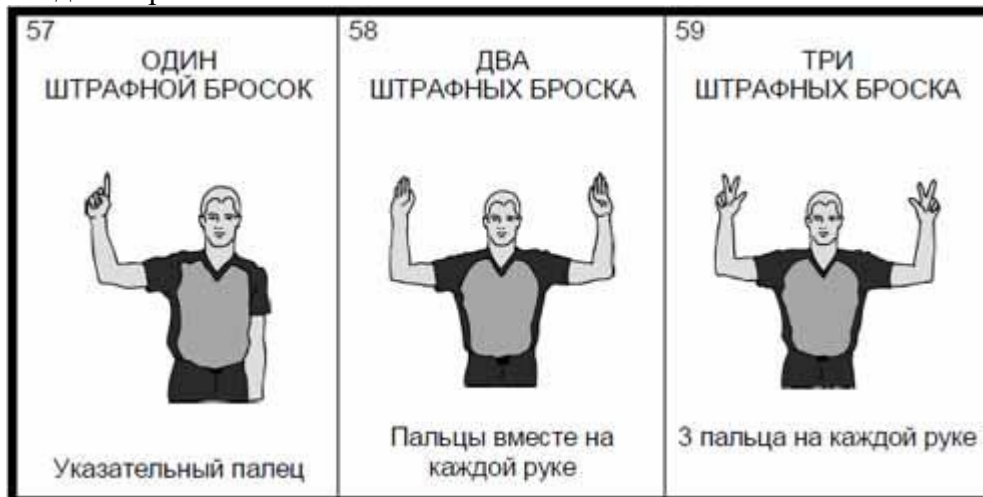 57
ОДИН
ШТРАФНОЙ БРОСОК
Указательный палец
58
ДВА
ШТРАФНЫХ БРОСКА
Пальцы вместе на
каждой руке
59
ТРИ
ШТРАФНЫХ БРОСКА
3 пальца на каждой руке